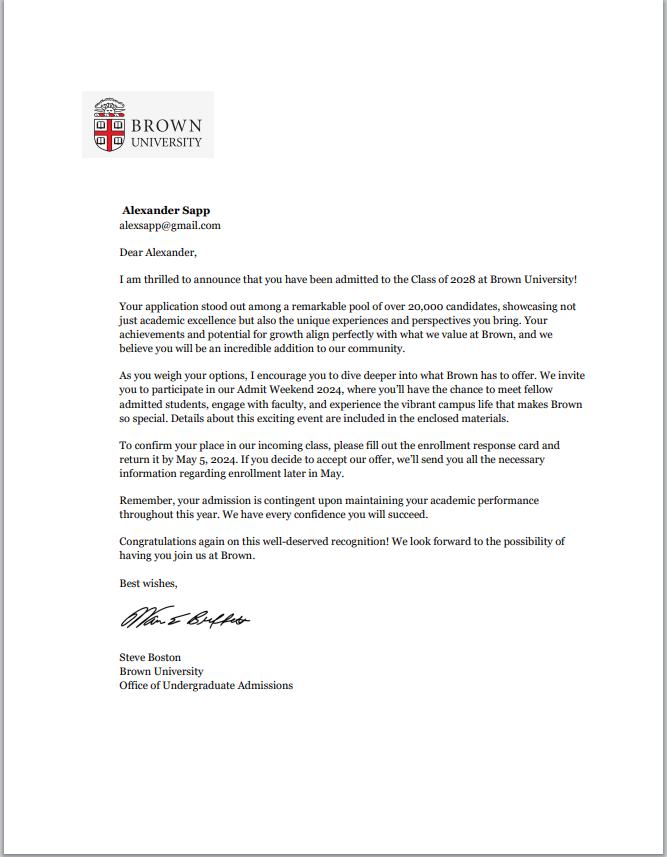 BROWN
UNIVERSITY
Alexander Sapp
alexsapp@gmail.com
Dear Alexander,
I am thrilled to announce that you have been admitted to the Class of 2028 at Brown University!
Your application stood out among a remarkable pool of over 20,000 candidates, showcasing not
just academic excellence but also the unique experiences and perspectives you bring. Your
achievements and potential for growth align perfectly with what we value at Brown, and we
believe you will be an incredible addition to our community.
As you weigh your options, I encourage you to dive deeper into what Brown has to offer. We invite
you to participate in our Admit Weekend 2024, where you’ll have the chance to meet fellow
admitted students, engage with faculty, and experience the vibrant campus life that makes Brown
so special. Details about this exciting event are included in the enclosed materials.
To confirm your place in our incoming class, please fill out the enrollment response card and
return it by May 5, 2024. If you decide to accept our offer, we’ll send you all the necessary
information regarding enrollment later in May.
Remember, your admission is contingent upon maintaining your academic performance
throughout this year. We have every confidence you will succeed.
Congratulations again on this well-deserved recognition! We look forward to the possibility of
having you join us at Brown.
Best wishes,
Steve Boston
Brown University
Office of Undergraduate Admissions